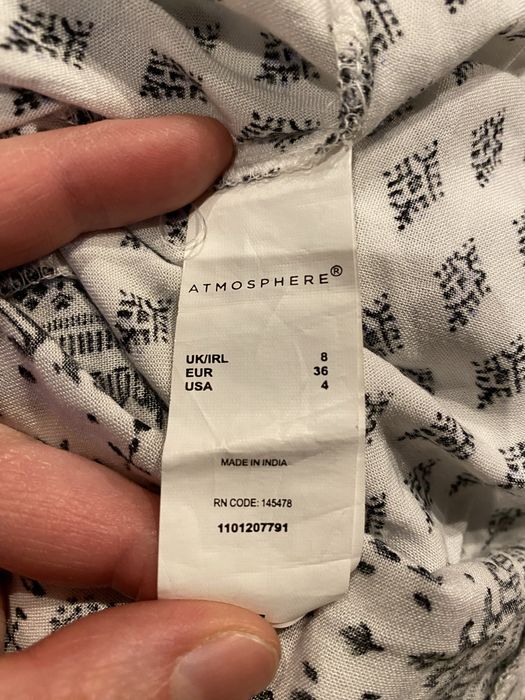 ATMOSPHERE®
UK/IRL 8
EUR 36
USA 4
MADE IN INDIA
RN CODE: 145478
1101207791